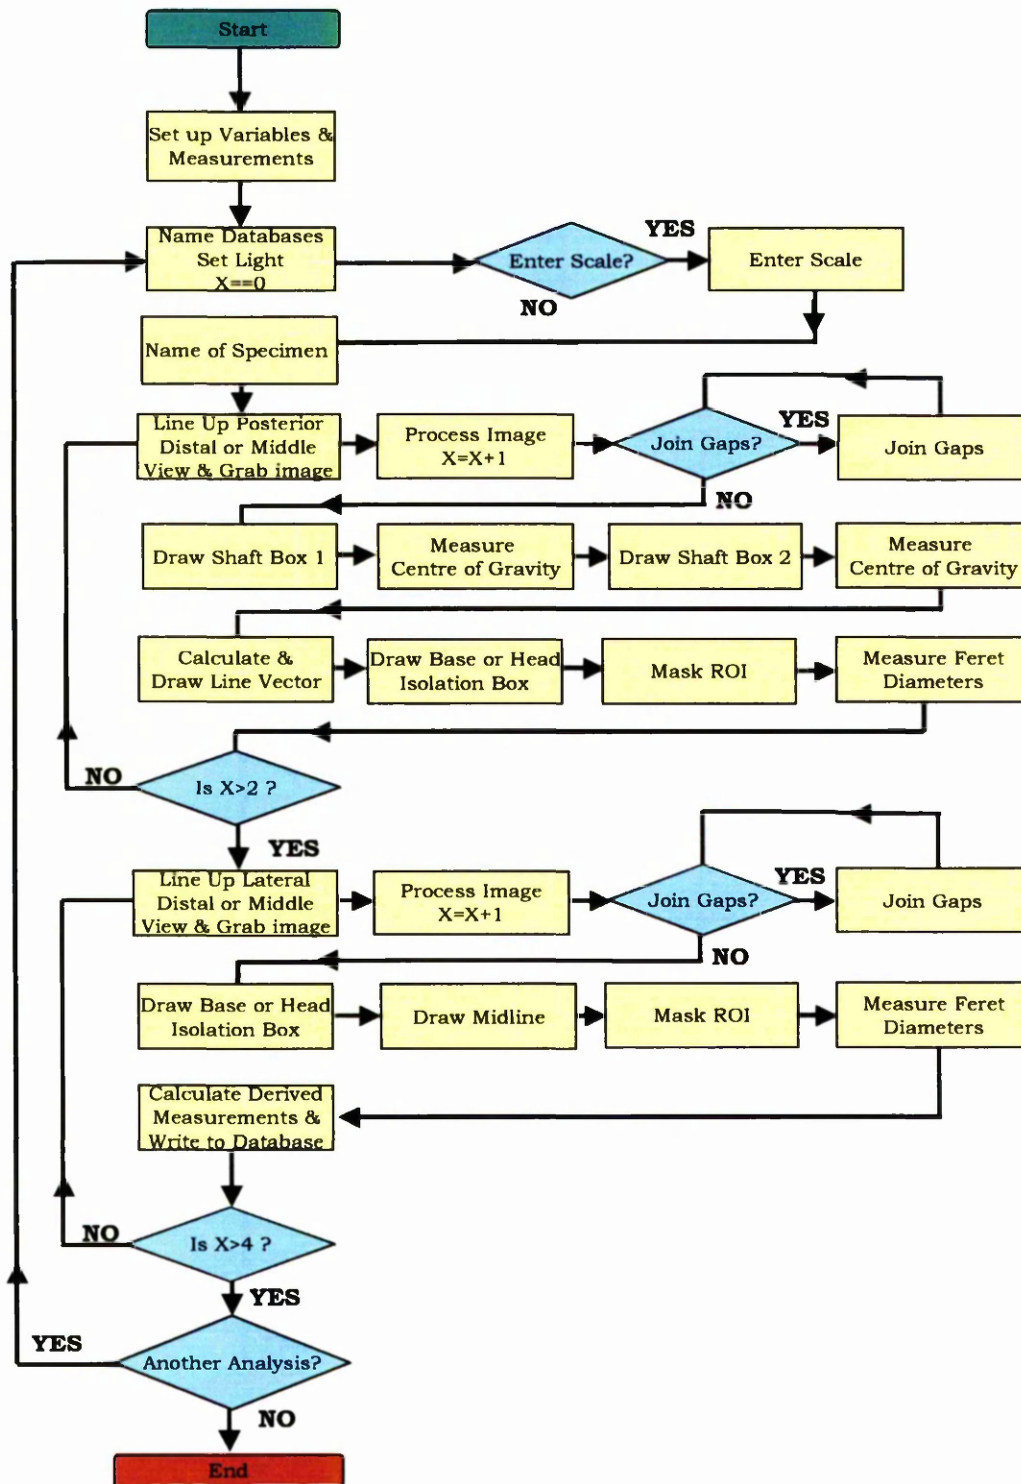 Start
Set up Variables &
Measurements
Name Databases
Set Light
X==0
Enter Scale?
YES
NO
Enter Scale
Name of Specimen
Line Up Posterior
Distal or Middle
View & Grab image
Process Image
X=X+1
Join Gaps?
YES
NO
Join Gaps
Draw Shaft Box 1
Measure
Centre of Gravity
Draw Shaft Box 2
Measure
Centre of Gravity
Calculate &
Draw Line Vector
Draw Base or Head
Isolation Box
Mask ROI
Measure Feret
Diameters
NO
Is X>2 ?
YES
Line Up Lateral
Distal or Middle
View & Grab image
Process Image
X=X+1
Join Gaps?
YES
NO
Join Gaps
Draw Base or Head
Isolation Box
Draw Midline
Mask ROI
Measure Feret
Diameters
Calculate Derived
Measurements &
Write to Database
NO
Is X>4 ?
YES
YES
Another Analysis?
NO
End